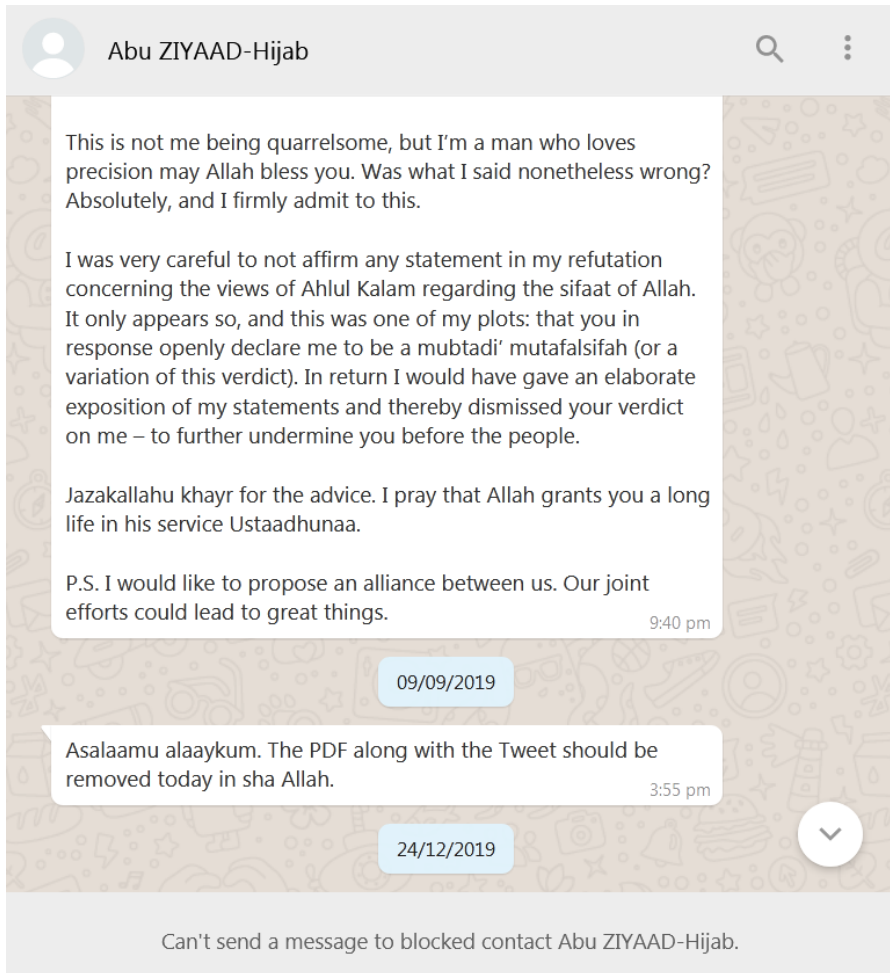 Abu ZIYAAD-Hijab
This is not me being quarrelsome, but I'm a man who loves
precision may Allah bless you. Was what I said nonetheless wrong?
Absolutely, and I firmly admit to this.
I was very careful to not affirm any statement in my refutation
concerning the views of Ahlul Kalam regarding the sifaat of Allah.
It only appears so, and this was one of my plots: that you in
response openly declare me to be a mubtadi' mutafalsifah (or a
variation of this verdict). In return I would have gave an elaborate
exposition of my statements and thereby dismissed your verdict
on me – to further undermine you before the people.
Jazakallahu khayr for the advice. I pray that Allah grants you a long
life in his service Ustaadhunaa.
P.S. I would like to propose an alliance between us. Our joint
efforts could lead to great things.
9:40 pm
09/09/2019
Asalaamu alaaykum. The PDF along with the Tweet should be
removed today in sha Allah.
3:55 pm
24/12/2019
Can't send a message to blocked contact Abu ZIYAAD-Hijab.